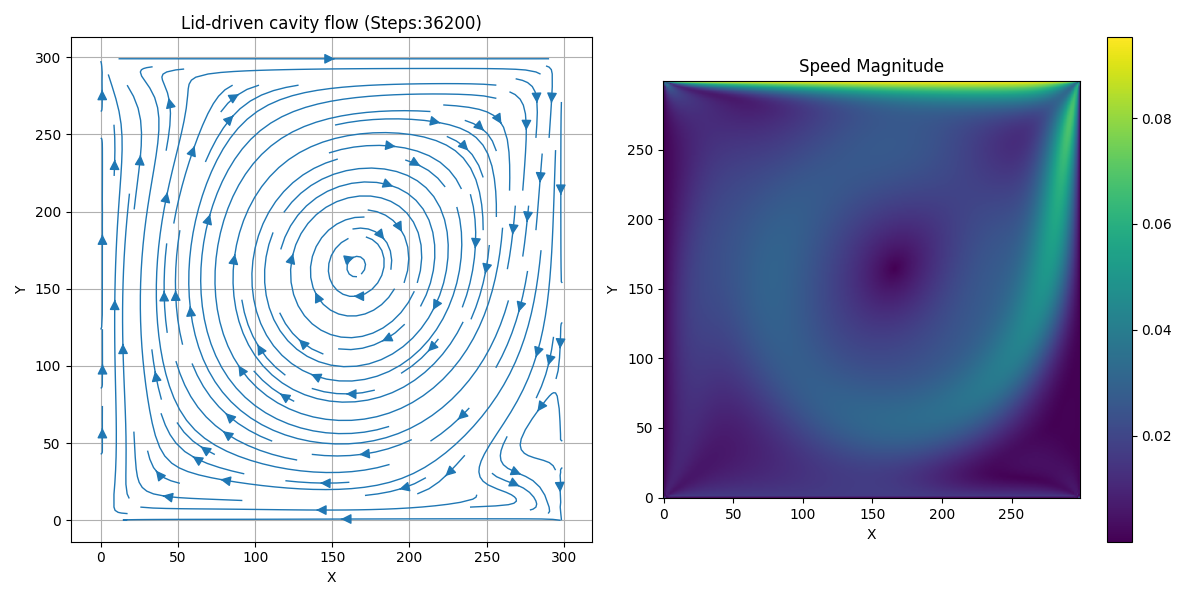 Lid-driven cavity flow (Steps:36200)
300
250
200
150
100
50
0
Y
0 50 100 150 200 250 300
X
Speed Magnitude
250
200
150
100
50
0
Y
0 50 100 150 200 250
X
0.08
0.06
0.04
0.02